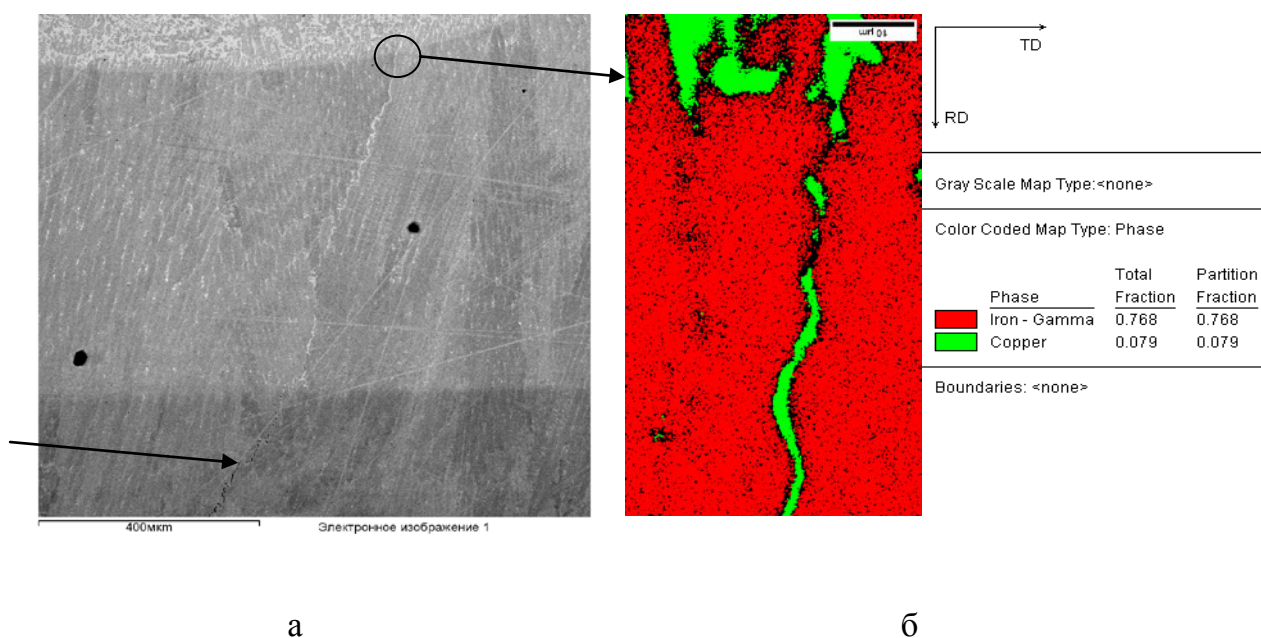 10 µm
TD
RD
Gray Scale Map Type:<none>
Color Coded Map Type: Phase
Total Partition
Phase Fraction Fraction
Iron - Gamma 0.768 0.768
Copper 0.079 0.079
Boundaries: <none>
400мкm Электронное изображение 1
а б